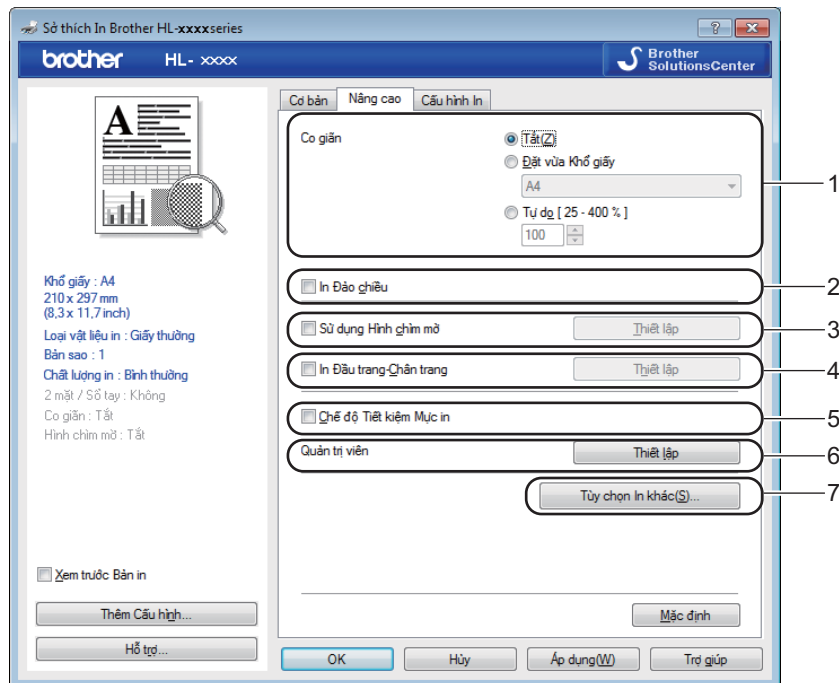 Sở thích In Brother HL-xxxxseries
brother HL- xxxx
Brother
SolutionsCenter
Cơ bản Nâng cao Cấu hình In
A
Co giãn
Tắt(Z)
Đặt vừa Khổ giấy
A4
Tự do [ 25 - 400 % ]
100
1
In Đảo chiều
2
Sử dụng Hình chìm mờ Thiết lập
3
In Đầu trang-Chân trang Thiết lập
4
Chế độ Tiết kiệm Mực in
5
Quản trị viên Thiết lập
6
Tùy chọn In khác(S)...
7
Khổ giấy : A4
210 x 297 mm
(8,3 x 11,7 inch)
Loại vật liệu in : Giấy thường
Bản sao : 1
Chất lượng in : Bình thường
2 mặt / Sổ tay : Không
Co giãn : Tắt
Hình chìm mờ : Tắt
Xem trước Bản in
Thêm Cấu hình...
Hỗ trợ...
Mặc định
OK Hủy Áp dụng(W) Trợ giúp